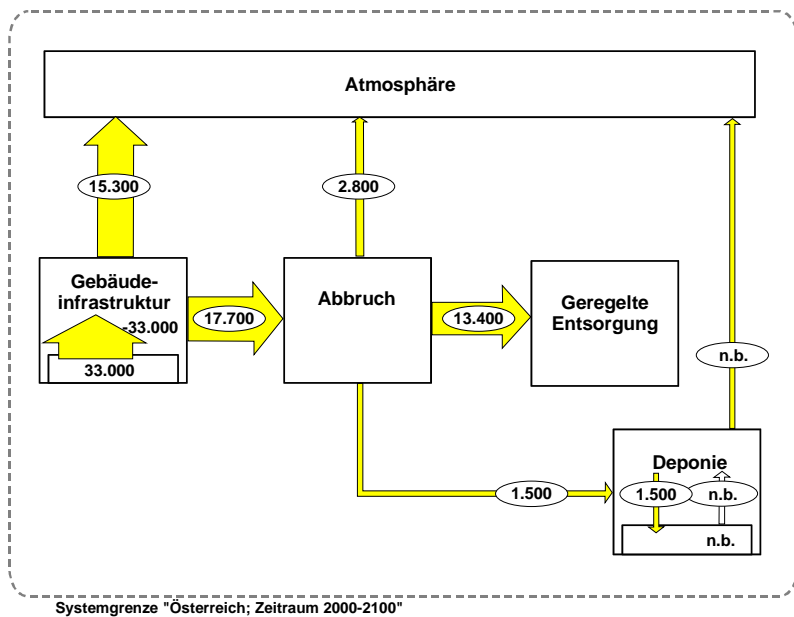 Atmosphäre
15.300
2.800
Gebäude-
infrastruktur
-33.000
33.000
17.700
Abbruch
13.400
Geregelte
Entsorgung
n.b.
Deponie
1.500
1.500
n.b.
n.b.
Systemgrenze "Österreich; Zeitraum 2000-2100"